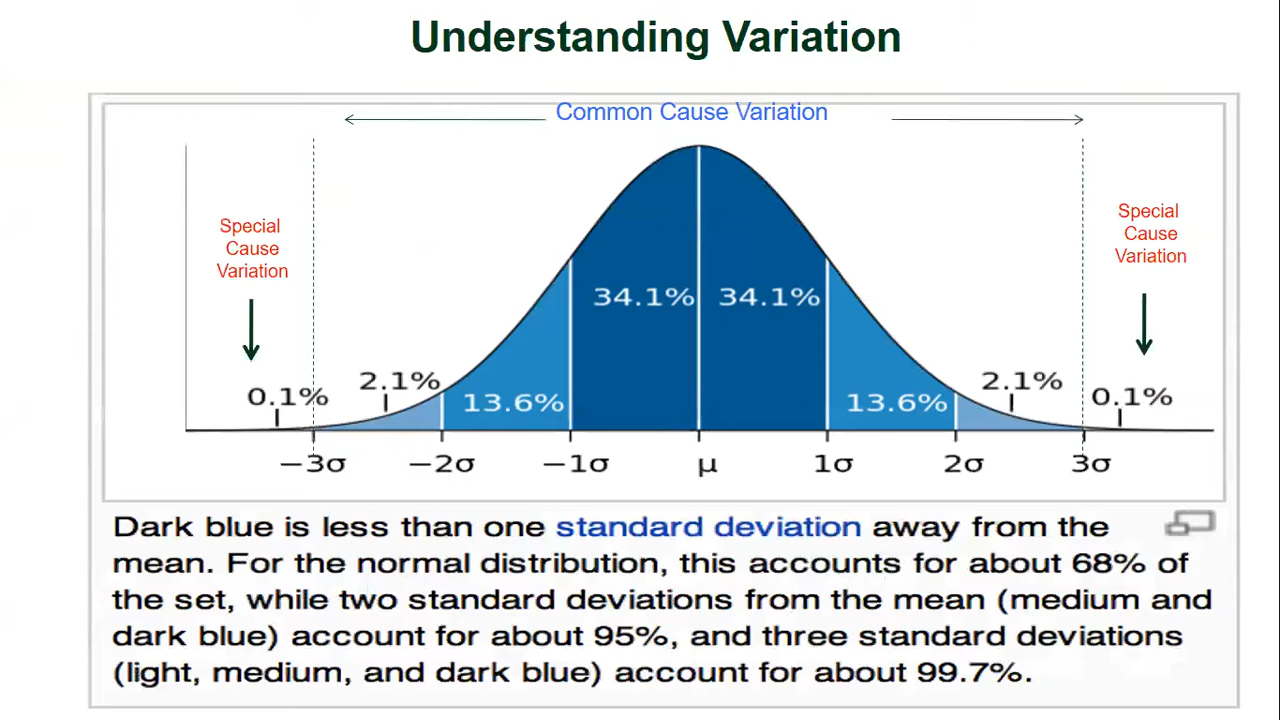 Understanding Variation
Common Cause Variation
Special
Cause
Variation
Special
Cause
Variation
34.1% 34.1%
0.1% 2.1% 13.6% 13.6% 2.1% 0.1%
−3σ −2σ −1σ μ 1σ 2σ 3σ
Dark blue is less than one standard deviation away from the
mean. For the normal distribution, this accounts for about 68% of
the set, while two standard deviations from the mean (medium and
dark blue) account for about 95%, and three standard deviations
(light, medium, and dark blue) account for about 99.7%.